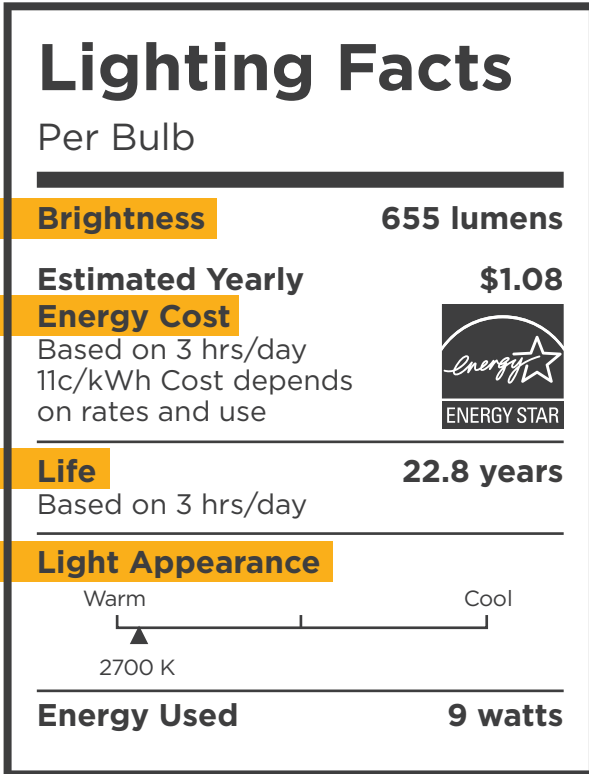 Lighting Facts
Per Bulb
Brightness 655 lumens
Estimated Yearly $1.08
Energy Cost
Based on 3 hrs/day
11c/kWh Cost depends
on rates and use
energy
ENERGY STAR
Life 22.8 years
Based on 3 hrs/day
Light Appearance
Warm Cool
2700 K
Energy Used 9 watts